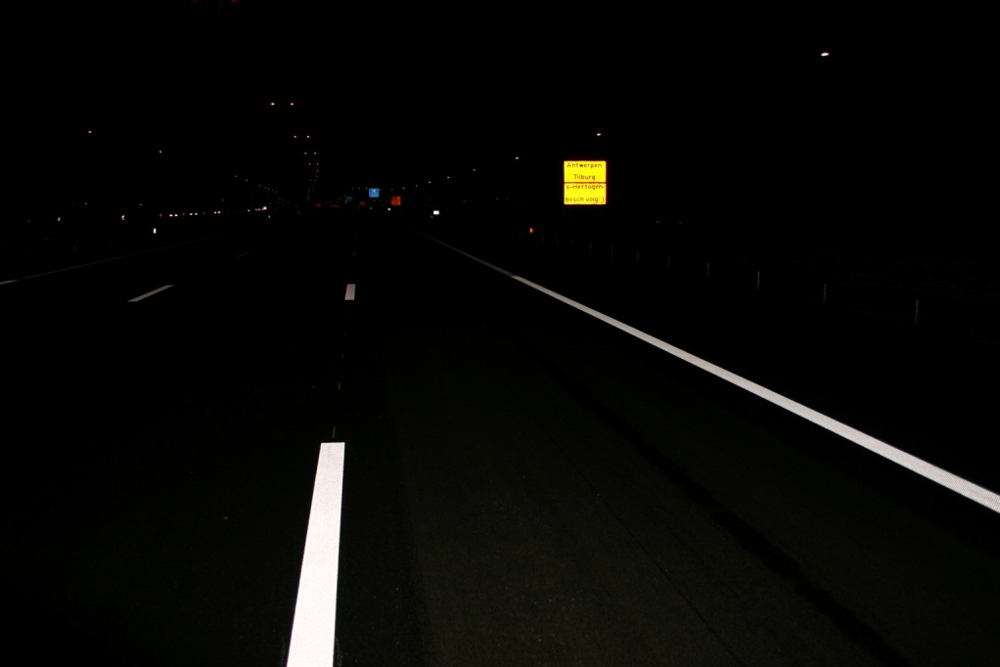 Antwerpen
Tilburg
's-Hertogen-
bosch volg:)